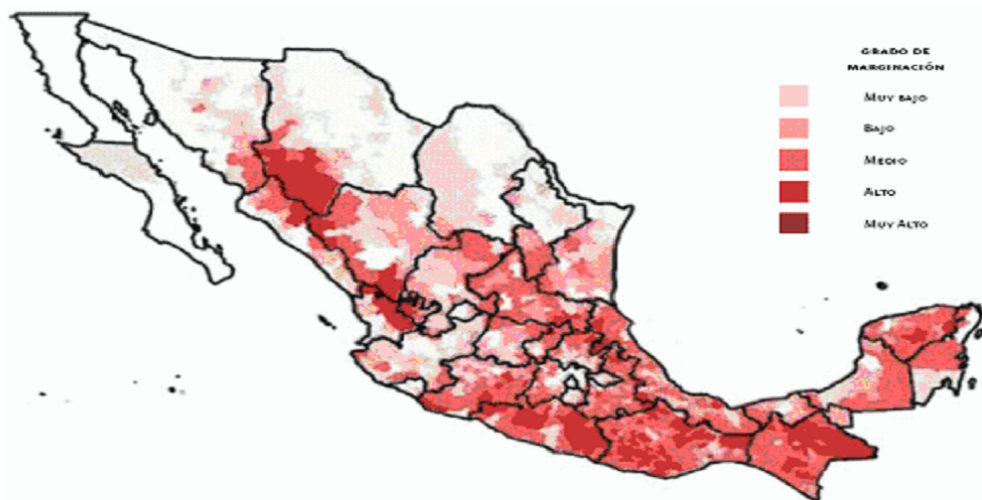 GRADO DE
MARGINACIÓN
MUY BAJO
BAJO
MEDIO
ALTO
MUY ALTO